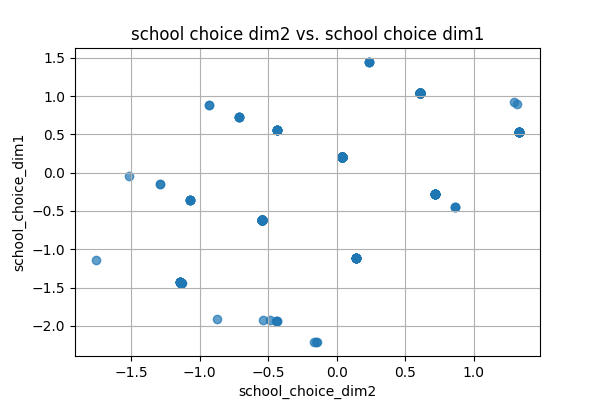 school choice dim2 vs. school choice dim1
1.5
1.0
0.5
0.0
−0.5
−1.0
−1.5
−2.0
school_choice_dim1
−1.5 −1.0 −0.5 0.0 0.5 1.0
school_choice_dim2